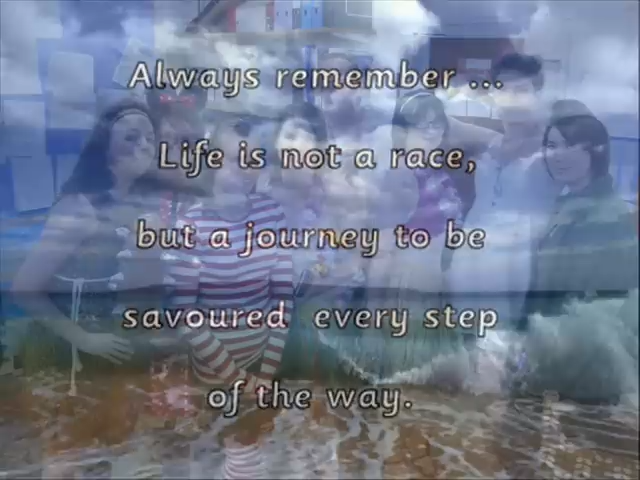 Always remember ...
Life is not a race,
but a journey to be
savoured every step
of the way.